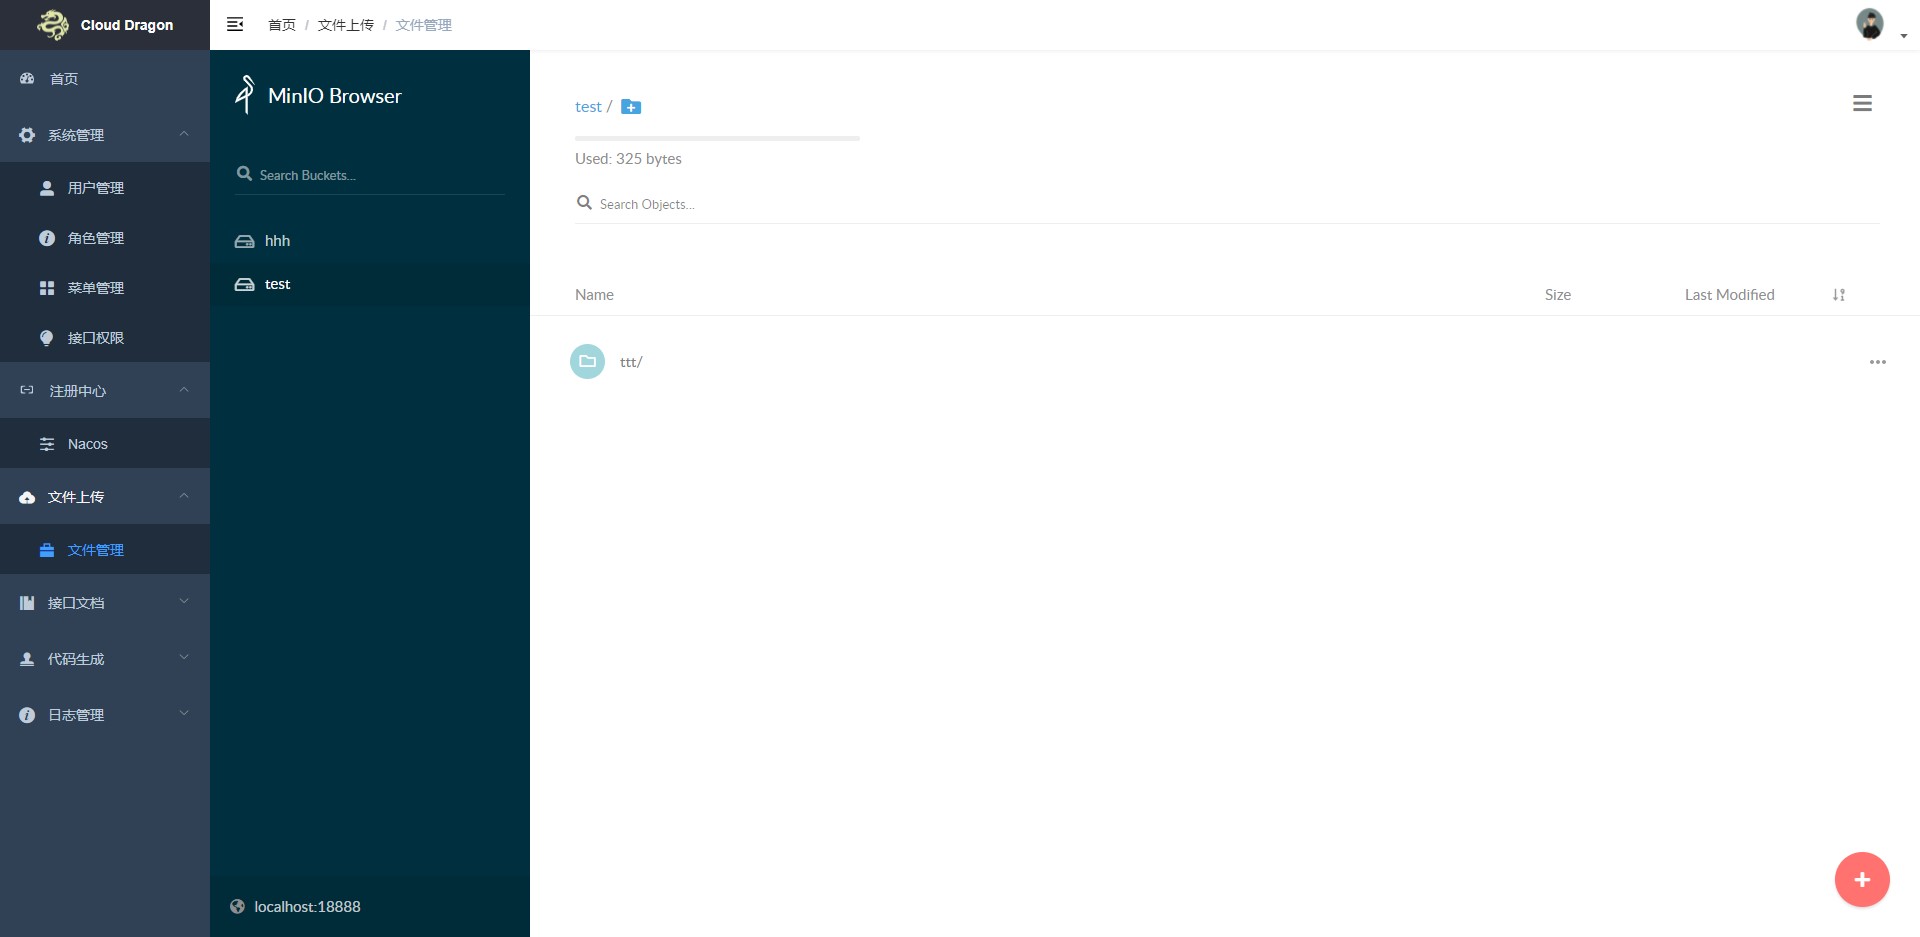 Cloud Dragon
首页 / 文件上传 / 文件管理
首页
系统管理
用户管理
角色管理
菜单管理
接口权限
注册中心
Nacos
文件上传
文件管理
接口文档
代码生成
日志管理
MinIO Browser
Search Buckets...
hhh
test
localhost:18888
test /
Used: 325 bytes
Search Objects...
Name Size Last Modified
ttt/